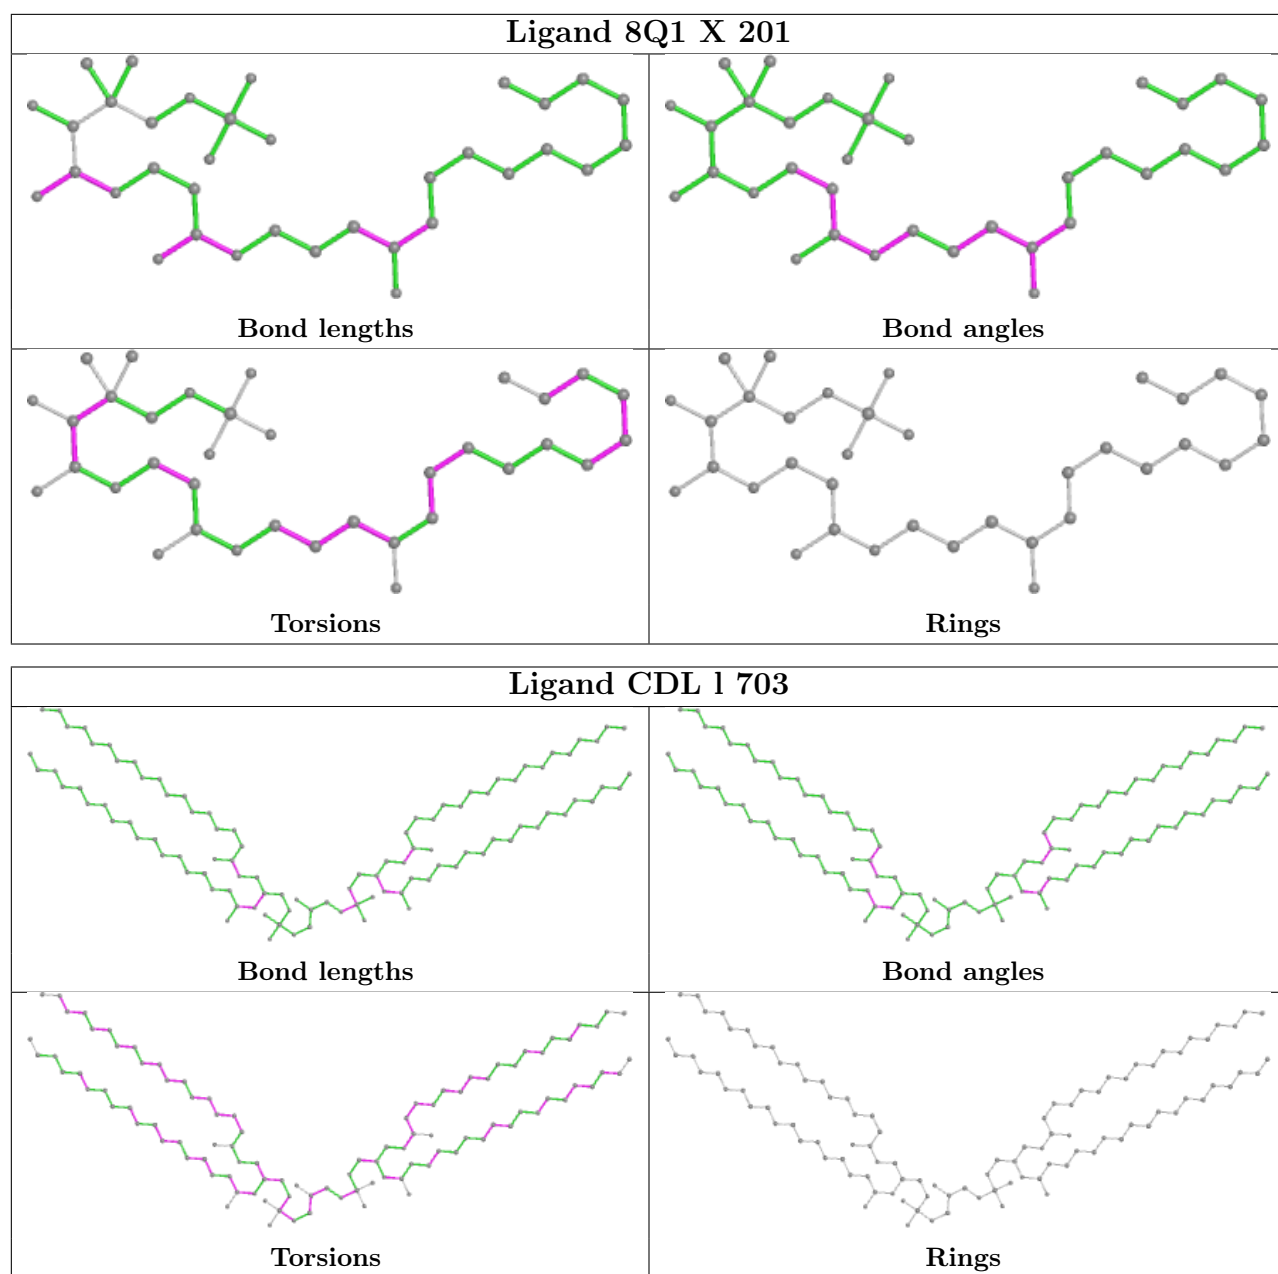 Ligand 8Q1 X 201
Bond lengths
Bond angles
Torsions
Rings
Ligand CDL l 703
Bond lengths
Bond angles
Torsions
Rings